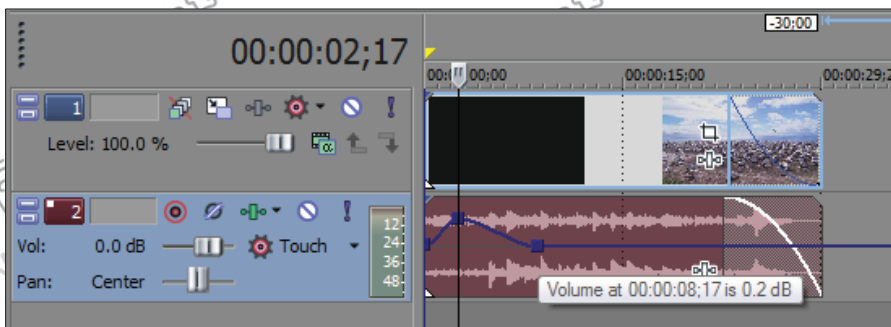 -30;00
00:00:02;17
00:00:00;00
00:00:15;00
00:00:29;2
1
Level: 100.0 %
2
12
24
36
48
Vol:
0.0 dB
Touch
Pan:
Center
Volume at 00:00:08;17 is 0.2 dB